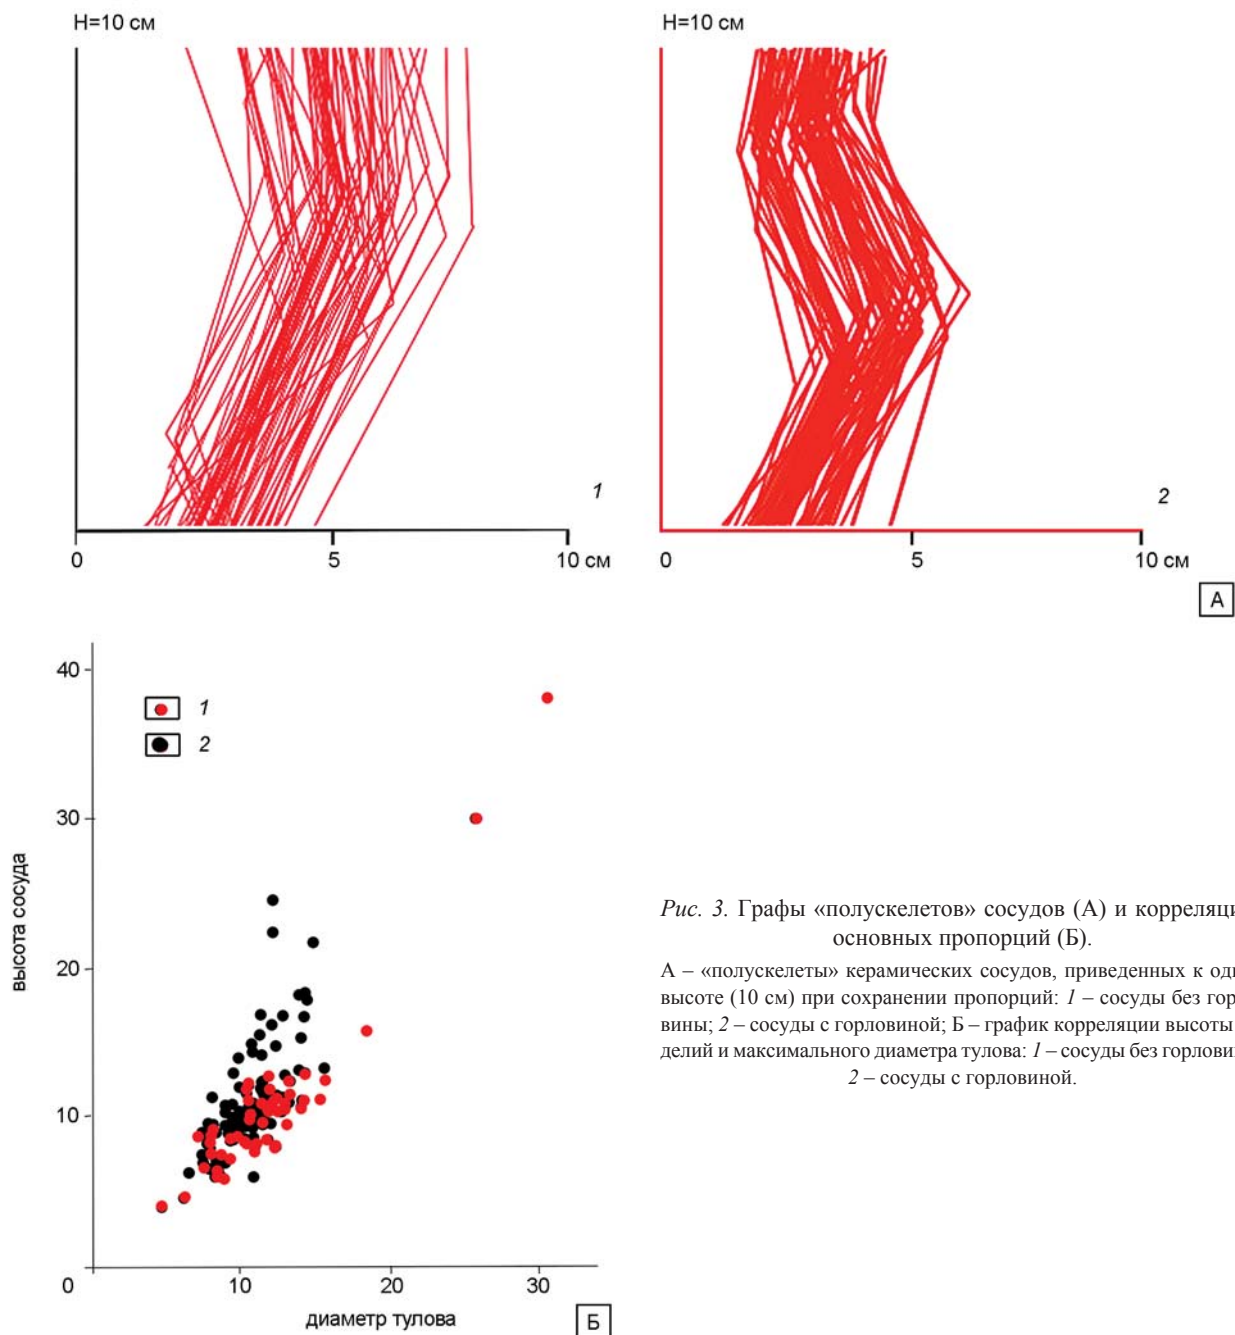 H=10 см
H=10 см
1
2
0 5 10 см
0 5 10 см
А
40
30
20
10
0 10 20 30
1
2
высота сосуда
диаметр тулова
Б
Рис. 3. Графы «полускелетов» сосудов (А) и корреляци
основных пропорций (Б).
А – «полускелеты» керамических сосудов, приведенных к одн
высоте (10 см) при сохранении пропорций: 1 – сосуды без гор
вины; 2 – сосуды с горловиной; Б – график корреляции высоты
делий и максимального диаметра тулова: 1 – сосуды без горлови
2 – сосуды с горловиной.